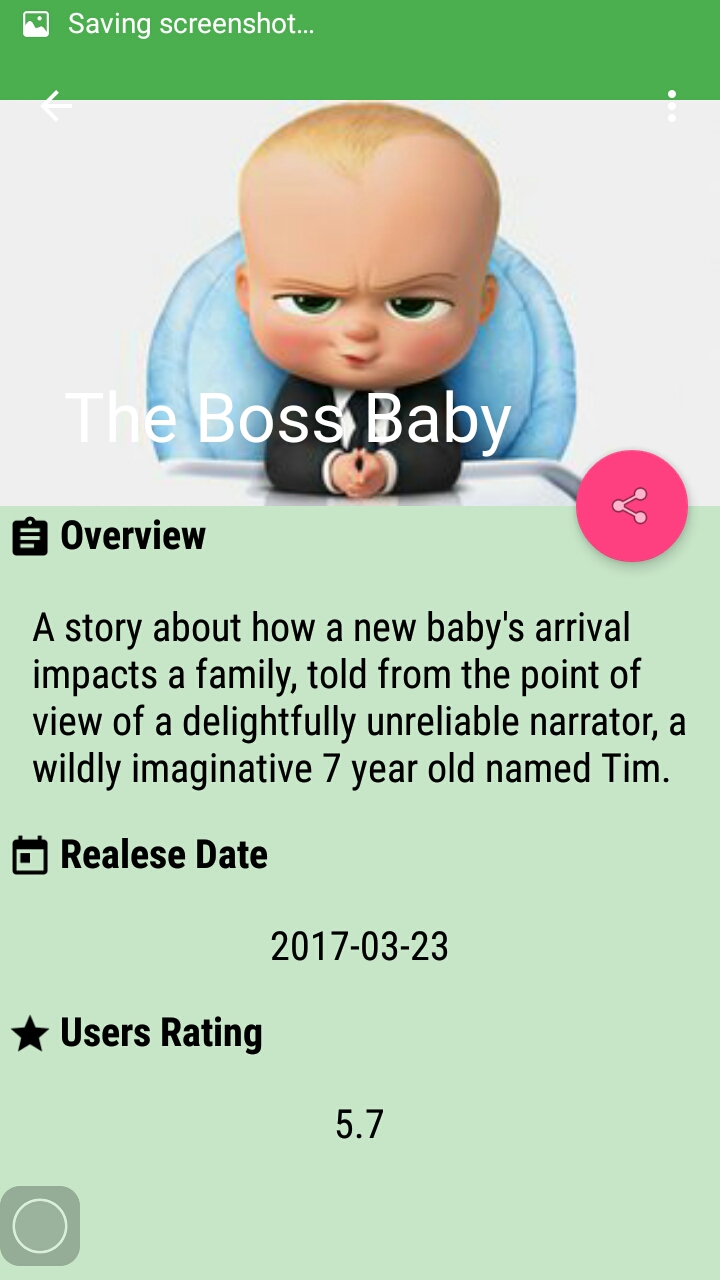 Saving screenshot...
The Boss Baby
Overview
A story about how a new baby's arrival
impacts a family, told from the point of
view of a delightfully unreliable narrator, a
wildly imaginative 7 year old named Tim.
Realese Date
2017-03-23
Users Rating
5.7